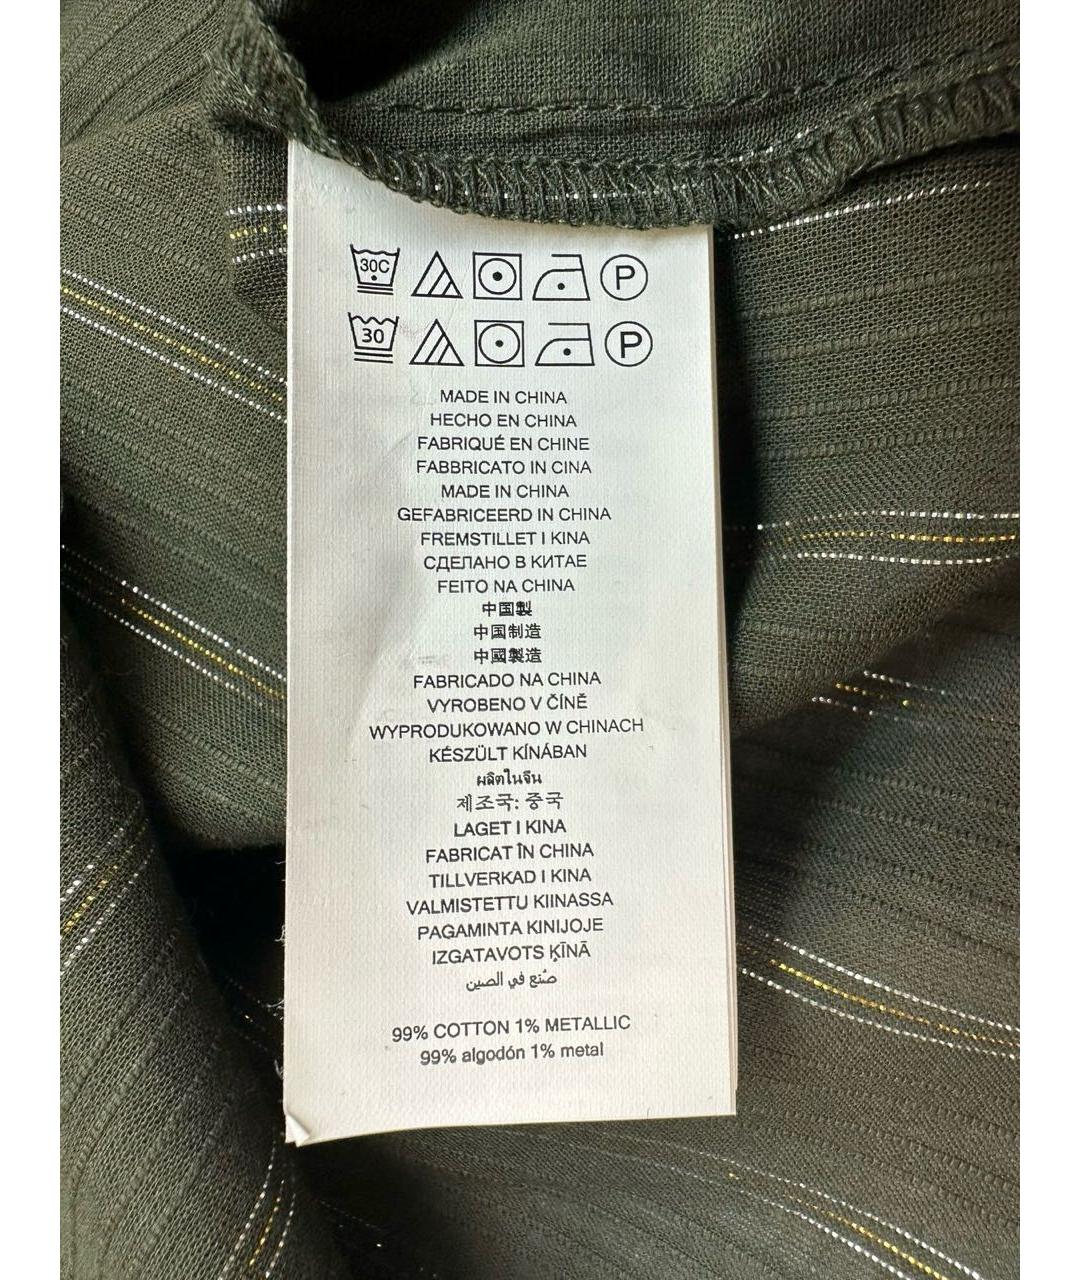 30C P
30 P
MADE IN CHINA
HECHO EN CHINA
FABRIQUÉ EN CHINE
FABBRICATO IN CINA
MADE IN CHINA
GEFABRICEERD IN CHINA
FREMSTILLET I KINA
СДЕЛАНО В КИТАЕ
FEITO NA CHINA
中国製
中国制造
中國製造
FABRICADO NA CHINA
VYROBENO V ČÍNĚ
WYPRODUKOWANO W CHINACH
KÉSZÜLT KÍNÁBAN
ผลิตในจีน
제조국: 중국
LAGET I KINA
FABRICAT ÎN CHINA
TILLVERKAD I KINA
VALMISTETTU KIINASSA
PAGAMINTA KINIJOJE
IZGATAVOTS ĶĪNĀ
صُنع في الصين
99% COTTON 1% METALLIC
99% algodón 1% metal